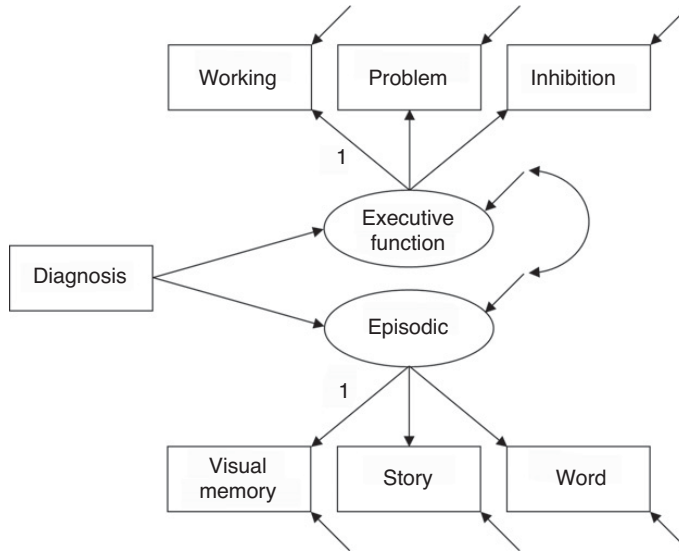 Working
Problem
Inhibition
1
Executive
function
Diagnosis
Episodic
1
Visual
memory
Story
Word